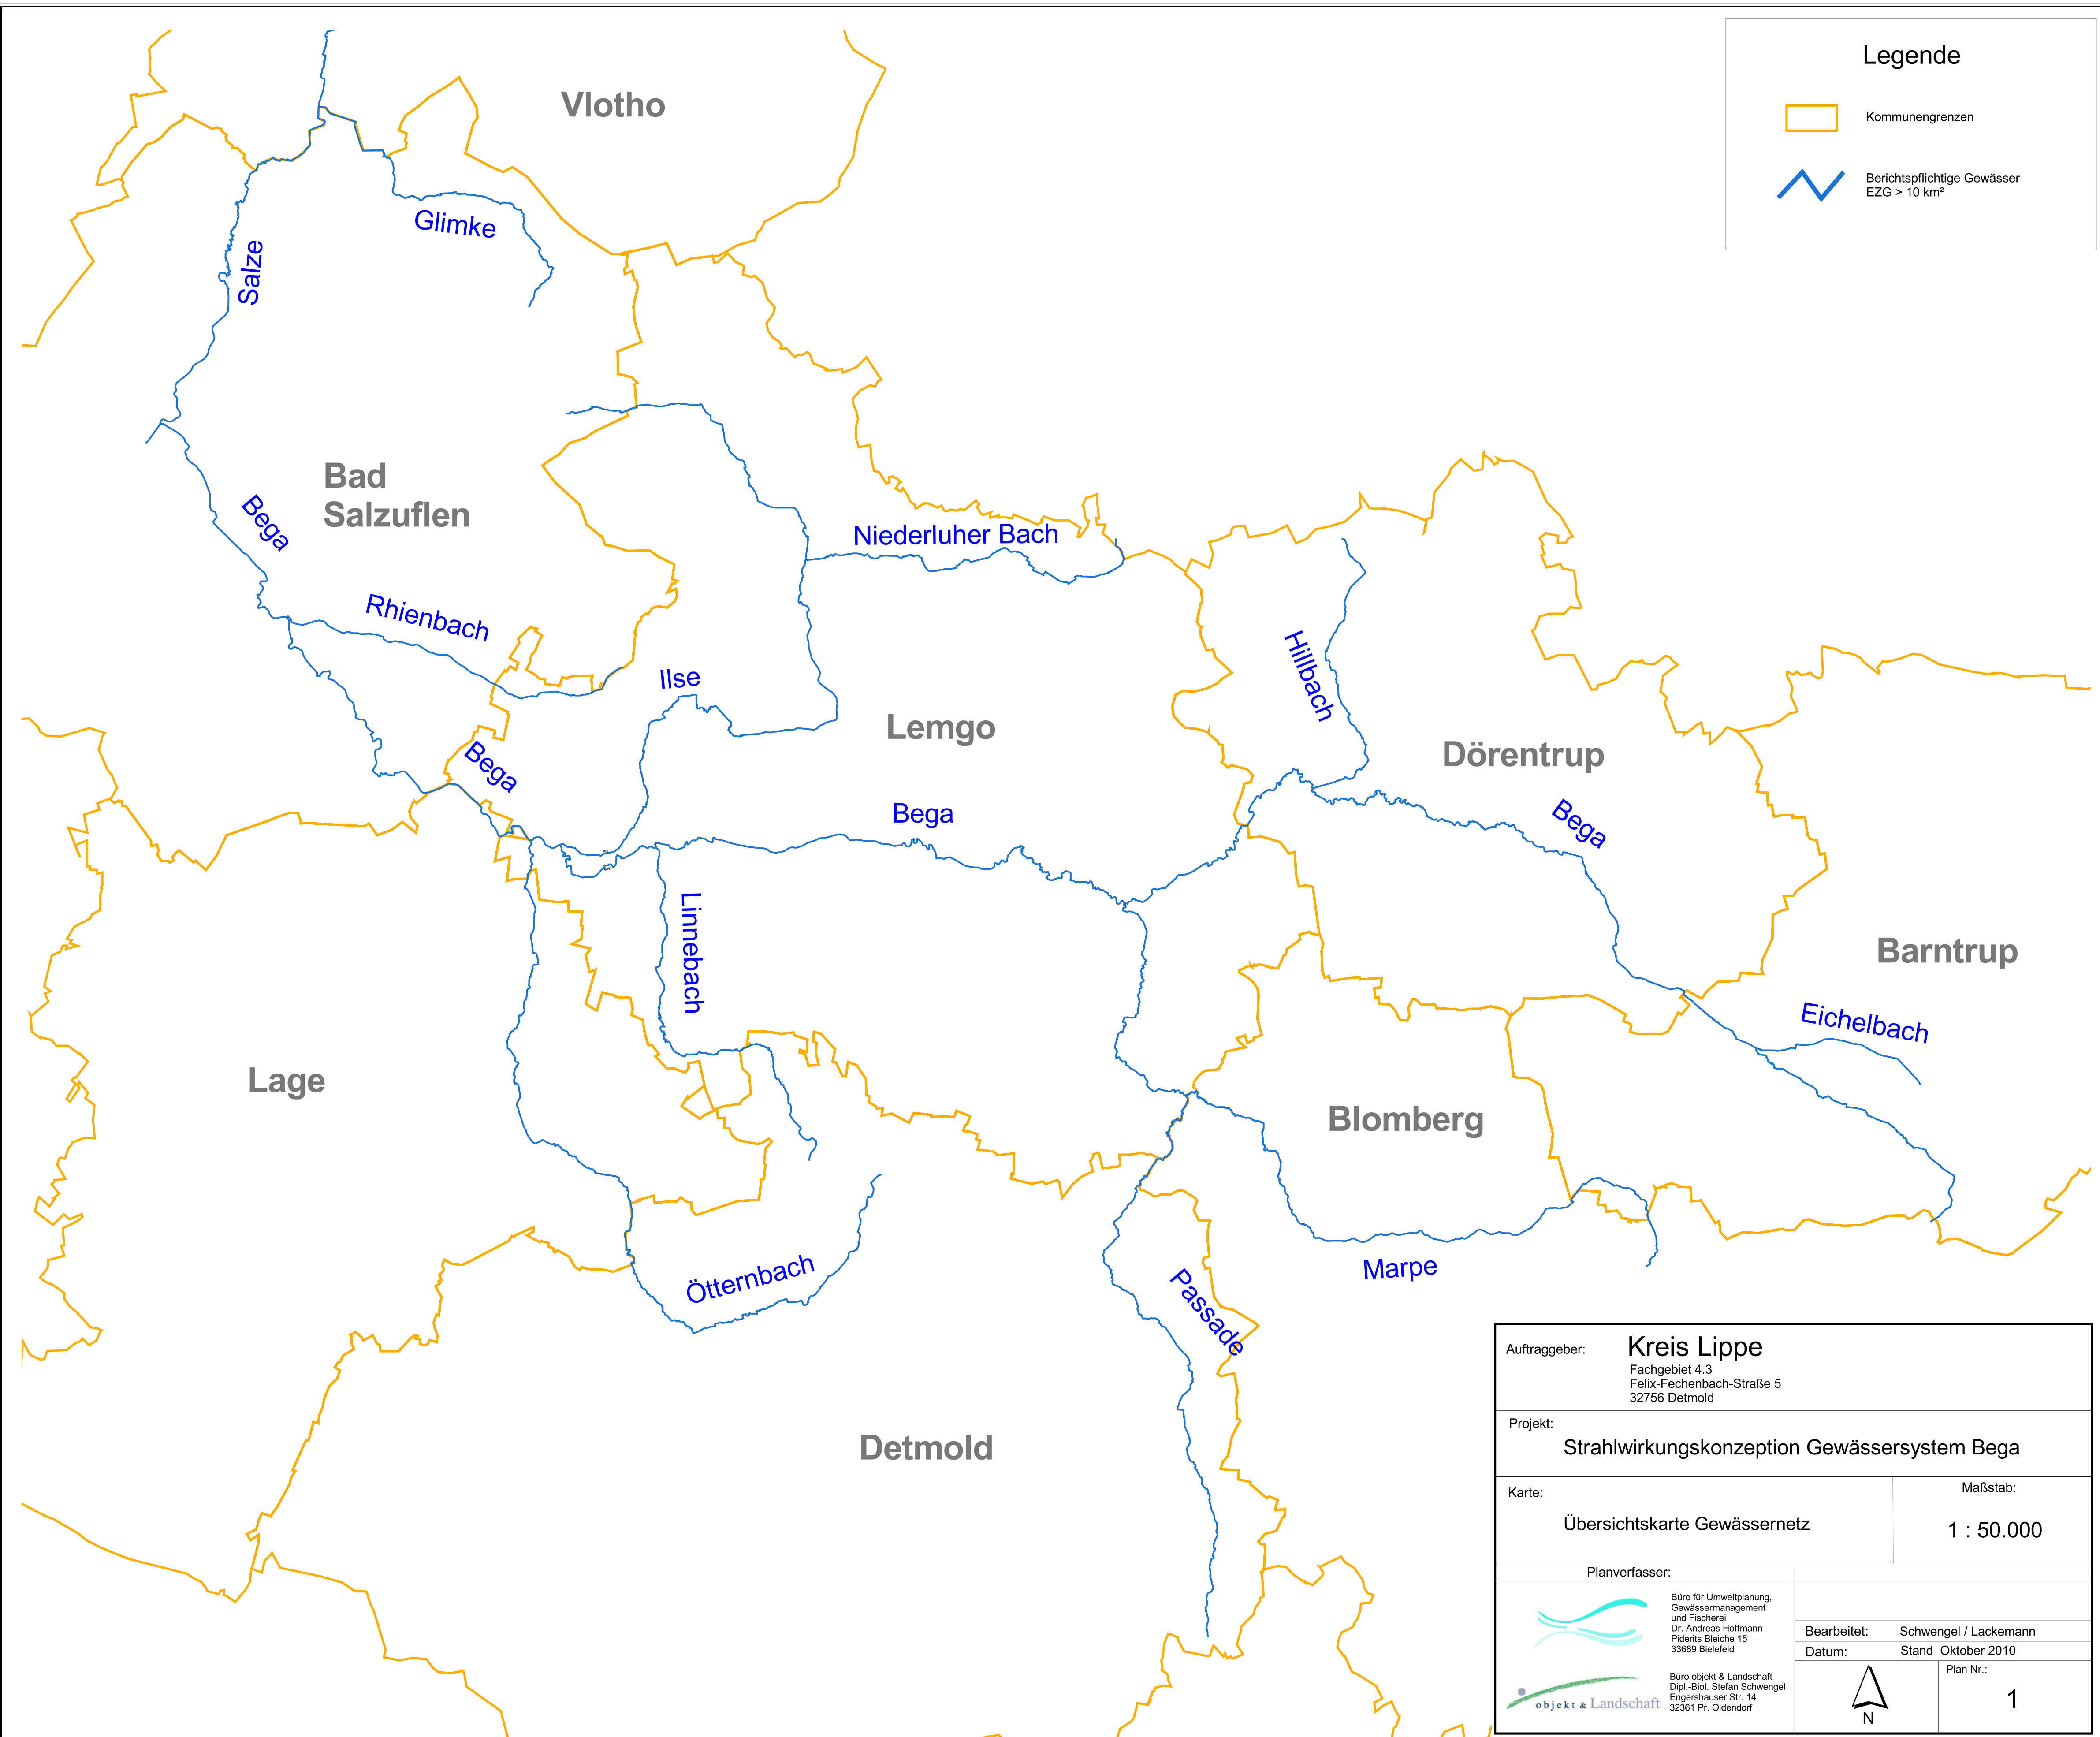 Legende
Kommunengrenzen
Berichtspflichtige Gewässer
EZG > 10 km²
Vlotho
Glimke
Salze
Bad
Salzuflen
Bega
Niederluher Bach
Rhienbach
Hillbach
Ilse
Lemgo
Dörentrup
Bega
Bega
Bega
Linnebach
Barntrup
Eichelbach
Lage
Blomberg
Ötternbach
Marpe
Passade
Detmold
Auftraggeber:
Kreis Lippe
Fachgebiet 4.3
Felix-Fechenbach-Straße 5
32756 Detmold
Projekt:
Strahlwirkungskonzeption Gewässersystem Bega
Karte:
Übersichtskarte Gewässernetz
Maßstab:
1 : 50.000
Planverfasser:
Büro für Umweltplanung,
Gewässermanagement
und Fischerei
Dr. Andreas Hoffmann
Piderits Bleiche 15
33689 Bielefeld
objekt & Landschaft
Büro objekt & Landschaft
Dipl.-Biol. Stefan Schwengel
Engershauser Str. 14
32361 Pr. Oldendorf
Bearbeitet: Schwengel / Lackemann
Datum: Stand Oktober 2010
N
Plan Nr.:
1